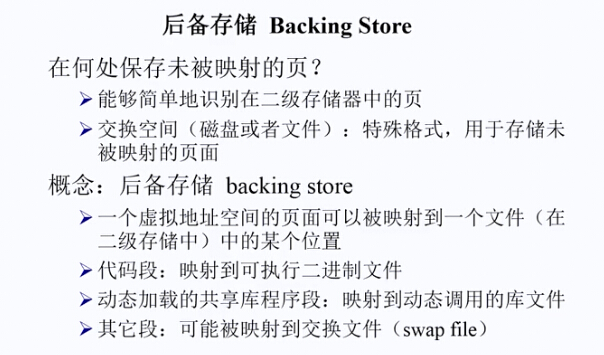 后备存储 Backing Store
在何处保存未被映射的页?
➢能够简单地识别在二级存储器中的页
➢交换空间(磁盘或者文件):特殊格式,用于存储未
被映射的页面
概念:后备存储 backing store
➢一个虚拟地址空间的页面可以被映射到一个文件(在
二级存储中)中的某个位置
➢代码段:映射到可执行二进制文件
➢动态加载的共享库程序段:映射到动态调用的库文件
➢其它段:可能被映射到交换文件(swap file)